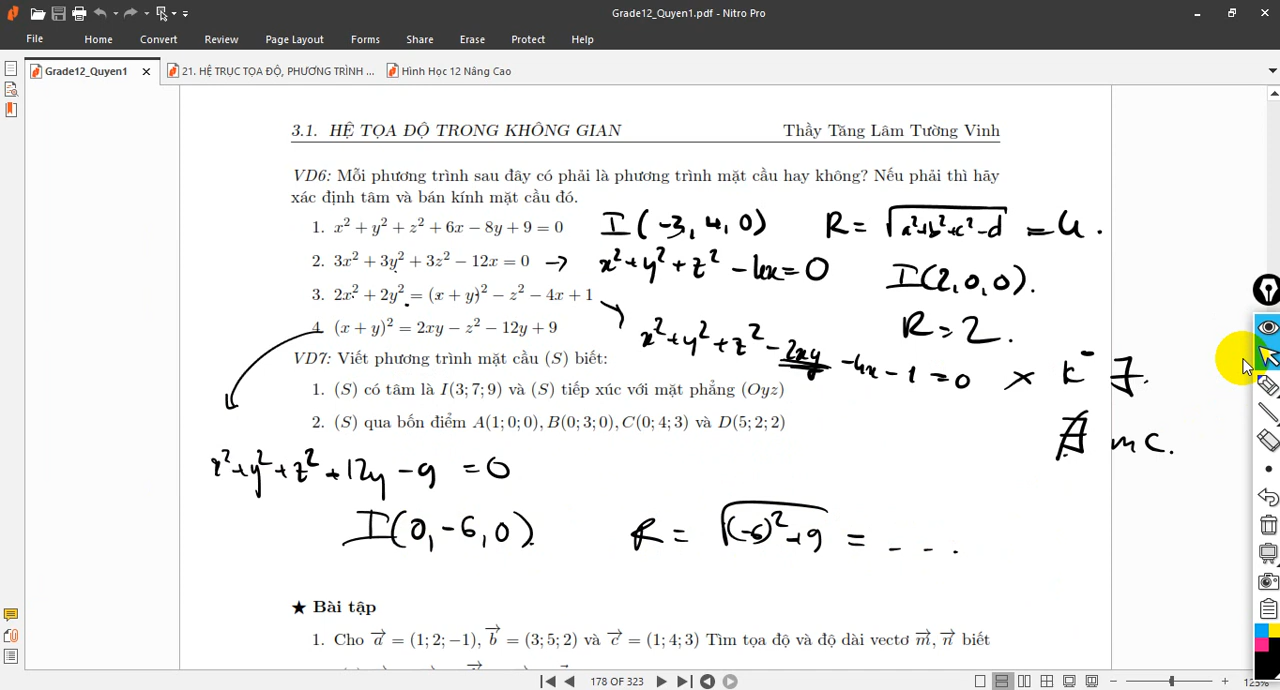 Grade12_Quyen1.pdf - Nitro Pro
File Home Convert Review Page Layout Forms Share Erase Protect Help
Grade12_Quyen1 × 21. HỆ TRỤC TỌA ĐỘ, PHƯƠNG TRÌNH ... Hình Học 12 Nâng Cao
3.1. HỆ TỌA ĐỘ TRONG KHÔNG GIAN Thầy Tăng Lâm Tường Vinh
VD6: Mỗi phương trình sau đây có phải là phương trình mặt cầu hay không? Nếu phải thì hãy
xác định tâm và bán kính mặt cầu đó.
1. x² + y² + z² + 6x − 8y + 9 = 0 I(-3,4,0) R = √(a²+b²+c²-d) = 4.
2. 3x² + 3y² + 3z² − 12x = 0 → x²+y²+z² -4x=0 I(2,0,0).
3. 2x² + 2y² = (x + y)² − z² − 4x + 1 R=2.
4. (x + y)² = 2xy − z² − 12y + 9 x²+y²+z²-2xy -4x-1=0 ×
VD7: Viết phương trình mặt cầu (S) biết:
1. (S) có tâm là I(3; 7; 9) và (S) tiếp xúc với mặt phẳng (Oyz)
2. (S) qua bốn điểm A(1; 0; 0), B(0; 3; 0), C(0; 4; 3) và D(5; 2; 2) mc.
x²+y²+z²+12y-9=0
I(0,-6,0) R = √((-6)²+9) = ...
★ Bài tập
1. Cho a⃗ = (1; 2; −1), b⃗ = (3; 5; 2) và c⃗ = (1; 4; 3) Tìm tọa độ và độ dài vectơ m⃗, n⃗ biết
178 OF 323 125%